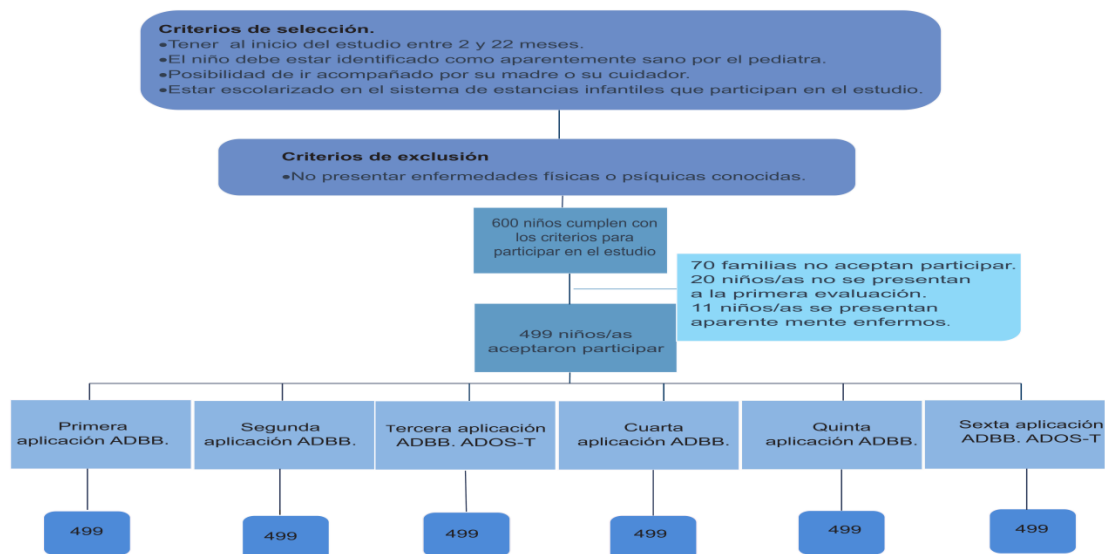 Criterios de selección.
●Tener al inicio del estudio entre 2 y 22 meses.
●El niño debe estar identificado como aparentemente sano por el pediatra.
●Posibilidad de ir acompañado por su madre o su cuidador.
●Estar escolarizado en el sistema de estancias infantiles que participan en el estudio.
Criterios de exclusión
●No presentar enfermedades físicas o psíquicas conocidas.
600 niños cumplen con
los criterios para
participar en el estudio
70 familias no aceptan participar.
20 niños/as no se presentan
a la primera evaluación.
11 niños/as se presentan
aparente mente enfermos.
499 niños/as
aceptaron participar
Primera
aplicación ADBB.
Segunda
aplicación ADBB.
Tercera aplicación
ADBB. ADOS-T
Cuarta
aplicación ADBB.
Quinta
aplicación ADBB.
Sexta aplicación
ADBB. ADOS-T
499
499
499
499
499
499